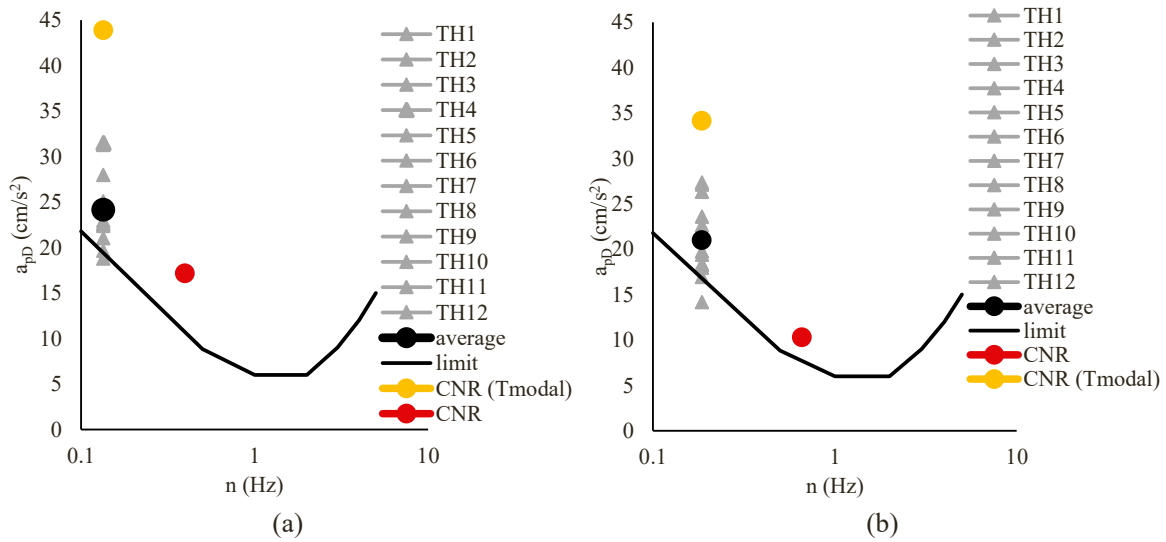 45
40
35
30
25
20
15
10
5
0
a_pD (cm/s²)
0.1
1
10
n (Hz)
TH1
TH2
TH3
TH4
TH5
TH6
TH7
TH8
TH9
TH10
TH11
TH12
average
limit
CNR (Tmodal)
CNR
(a)
45
40
35
30
25
20
15
10
5
0
a_pD (cm/s²)
0.1
1
10
n (Hz)
TH1
TH2
TH3
TH4
TH5
TH6
TH7
TH8
TH9
TH10
TH11
TH12
average
limit
CNR
CNR (Tmodal)
(b)